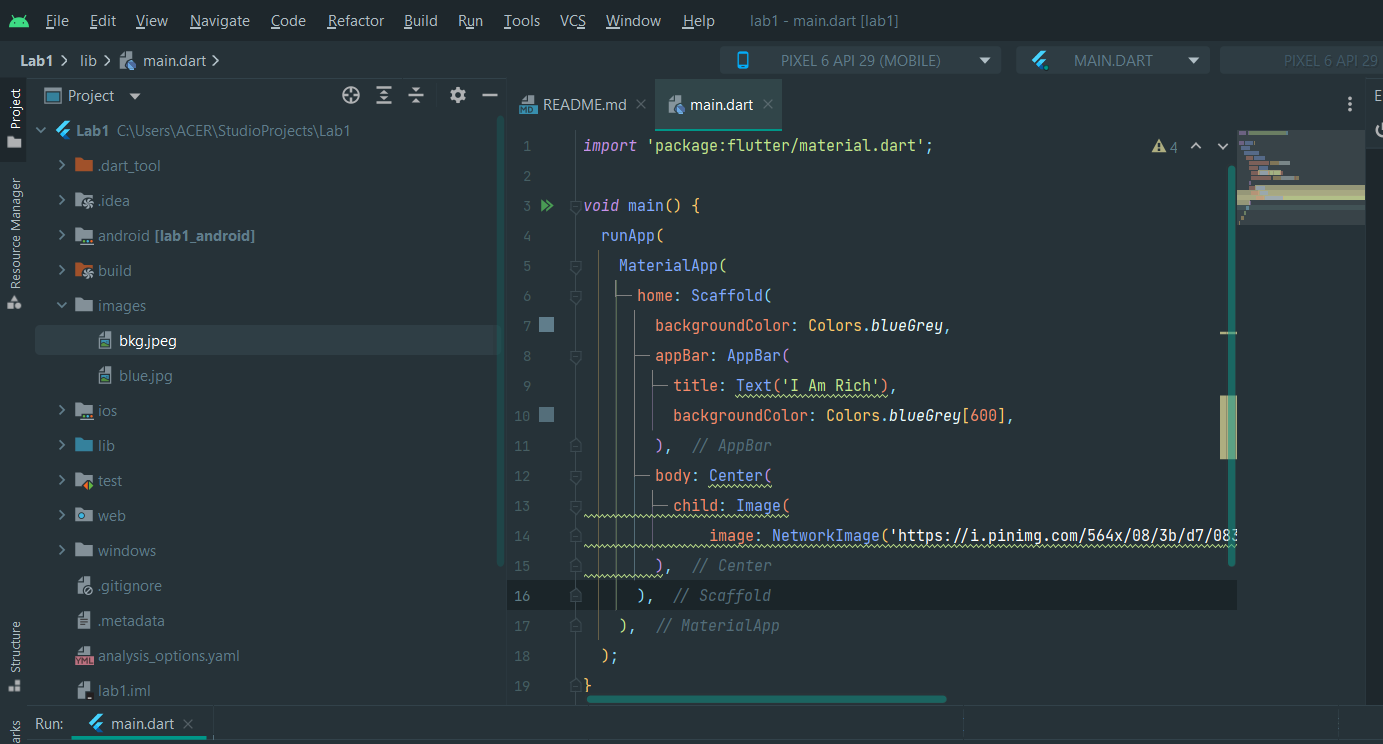 File Edit View Navigate Code Refactor Build Run Tools VCS Window Help lab1 - main.dart [lab1]
Lab1 lib main.dart PIXEL 6 API 29 (MOBILE) MAIN.DART PIXEL 6 API 29
Project
Resource Manager
Structure
arks
Project
Lab1 C:\Users\ACER\StudioProjects\Lab1
.dart_tool
.idea
android [lab1_android]
build
images
bkg.jpeg
blue.jpg
ios
lib
test
web
windows
.gitignore
.metadata
analysis_options.yaml
lab1.iml
README.md main.dart
E
4
1 import 'package:flutter/material.dart';
2
3 void main() {
4 runApp(
5 MaterialApp(
6 home: Scaffold(
7 backgroundColor: Colors.blueGrey,
8 appBar: AppBar(
9 title: Text('I Am Rich'),
10 backgroundColor: Colors.blueGrey[600],
11 ), // AppBar
12 body: Center(
13 child: Image(
14 image: NetworkImage('https://i.pinimg.com/564x/08/3b/d7/083
15 ), // Center
16 ), // Scaffold
17 ), // MaterialApp
18 );
19 }
Run: main.dart